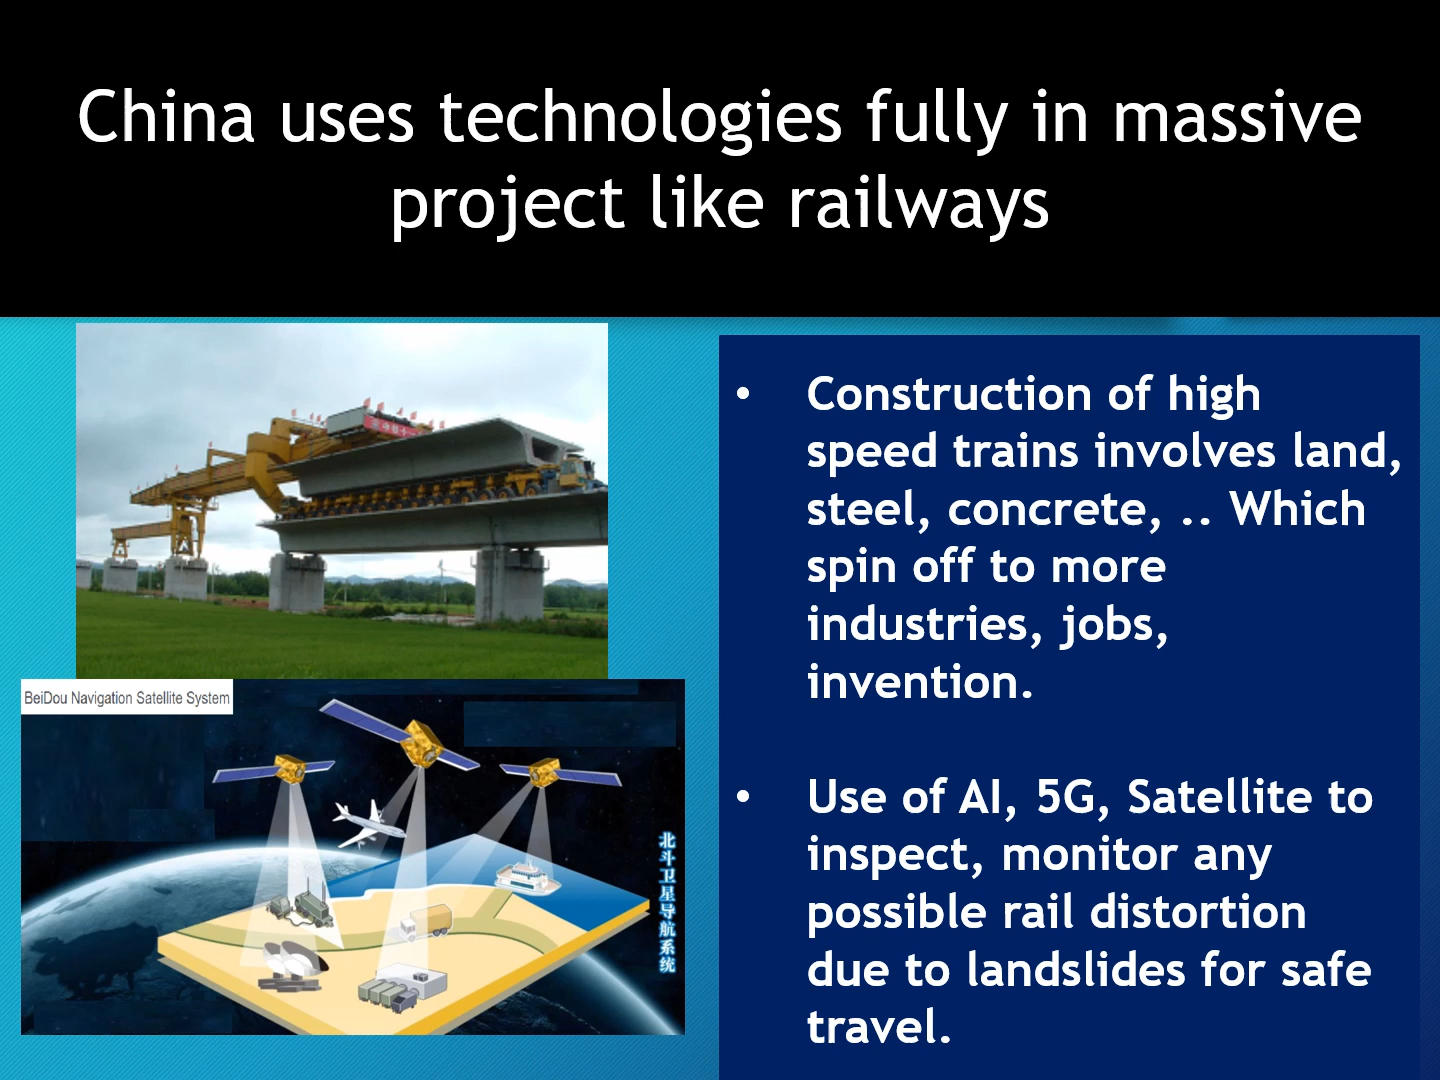 China uses technologies fully in massive
project like railways
• Construction of high
speed trains involves land,
steel, concrete, .. Which
spin off to more
industries, jobs,
invention.
• Use of AI, 5G, Satellite to
inspect, monitor any
possible rail distortion
due to landslides for safe
travel.
BeiDou Navigation Satellite System
北斗卫星导航系统